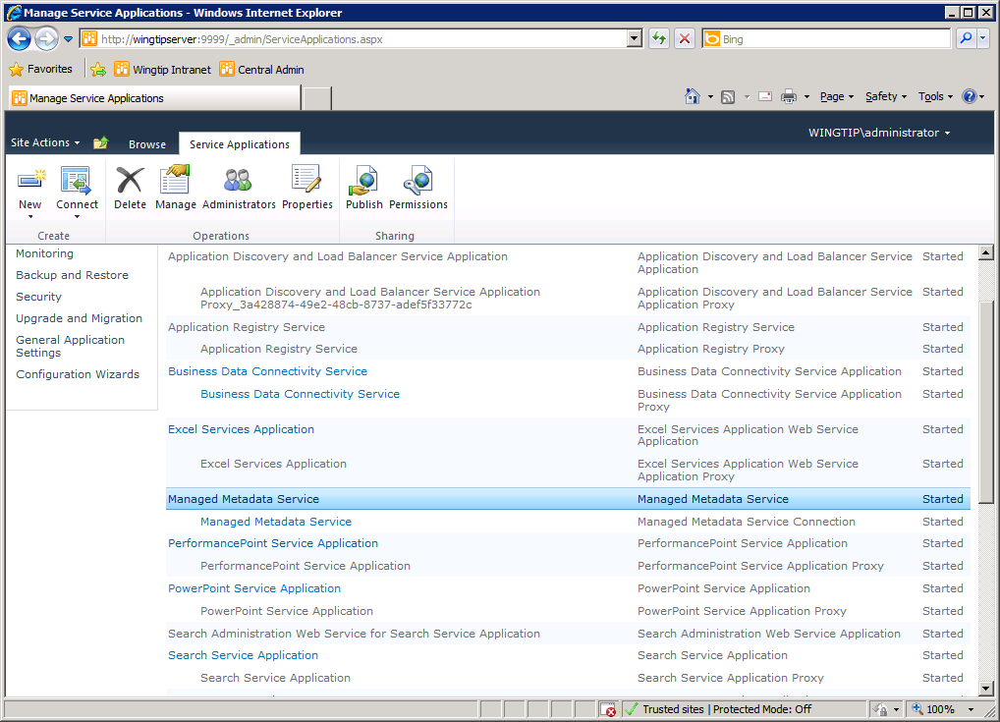 Manage Service Applications - Windows Internet Explorer
http://wingtipserver:9999/_admin/ServiceApplications.aspx
Bing
Favorites
Wingtip Intranet
Central Admin
Manage Service Applications
Page
Safety
Tools
Site Actions
Browse
Service Applications
WINGTIP\administrator
New
Connect
Delete
Manage
Administrators
Properties
Publish
Permissions
Create
Operations
Sharing
Monitoring
Backup and Restore
Security
Upgrade and Migration
General Application
Settings
Configuration Wizards
Application Discovery and Load Balancer Service Application
Application Discovery and Load Balancer Service
Application
Started
Application Discovery and Load Balancer Service Application
Proxy_3a428874-49e2-48cb-8737-adef5f33772c
Application Discovery and Load Balancer Service
Application Proxy
Started
Application Registry Service
Application Registry Service
Started
Application Registry Service
Application Registry Proxy
Started
Business Data Connectivity Service
Business Data Connectivity Service Application
Started
Business Data Connectivity Service
Business Data Connectivity Service Application
Proxy
Started
Excel Services Application
Excel Services Application Web Service
Application
Started
Excel Services Application
Excel Services Application Web Service
Application Proxy
Started
Managed Metadata Service
Managed Metadata Service
Started
Managed Metadata Service
Managed Metadata Service Connection
Started
PerformancePoint Service Application
PerformancePoint Service Application
Started
PerformancePoint Service Application
PerformancePoint Service Application Proxy
Started
PowerPoint Service Application
PowerPoint Service Application
Started
PowerPoint Service Application
PowerPoint Service Application Proxy
Started
Search Administration Web Service for Search Service Application
Search Administration Web Service Application
Started
Search Service Application
Search Service Application
Started
Search Service Application
Search Service Application Proxy
Started
Trusted sites | Protected Mode: Off
100%